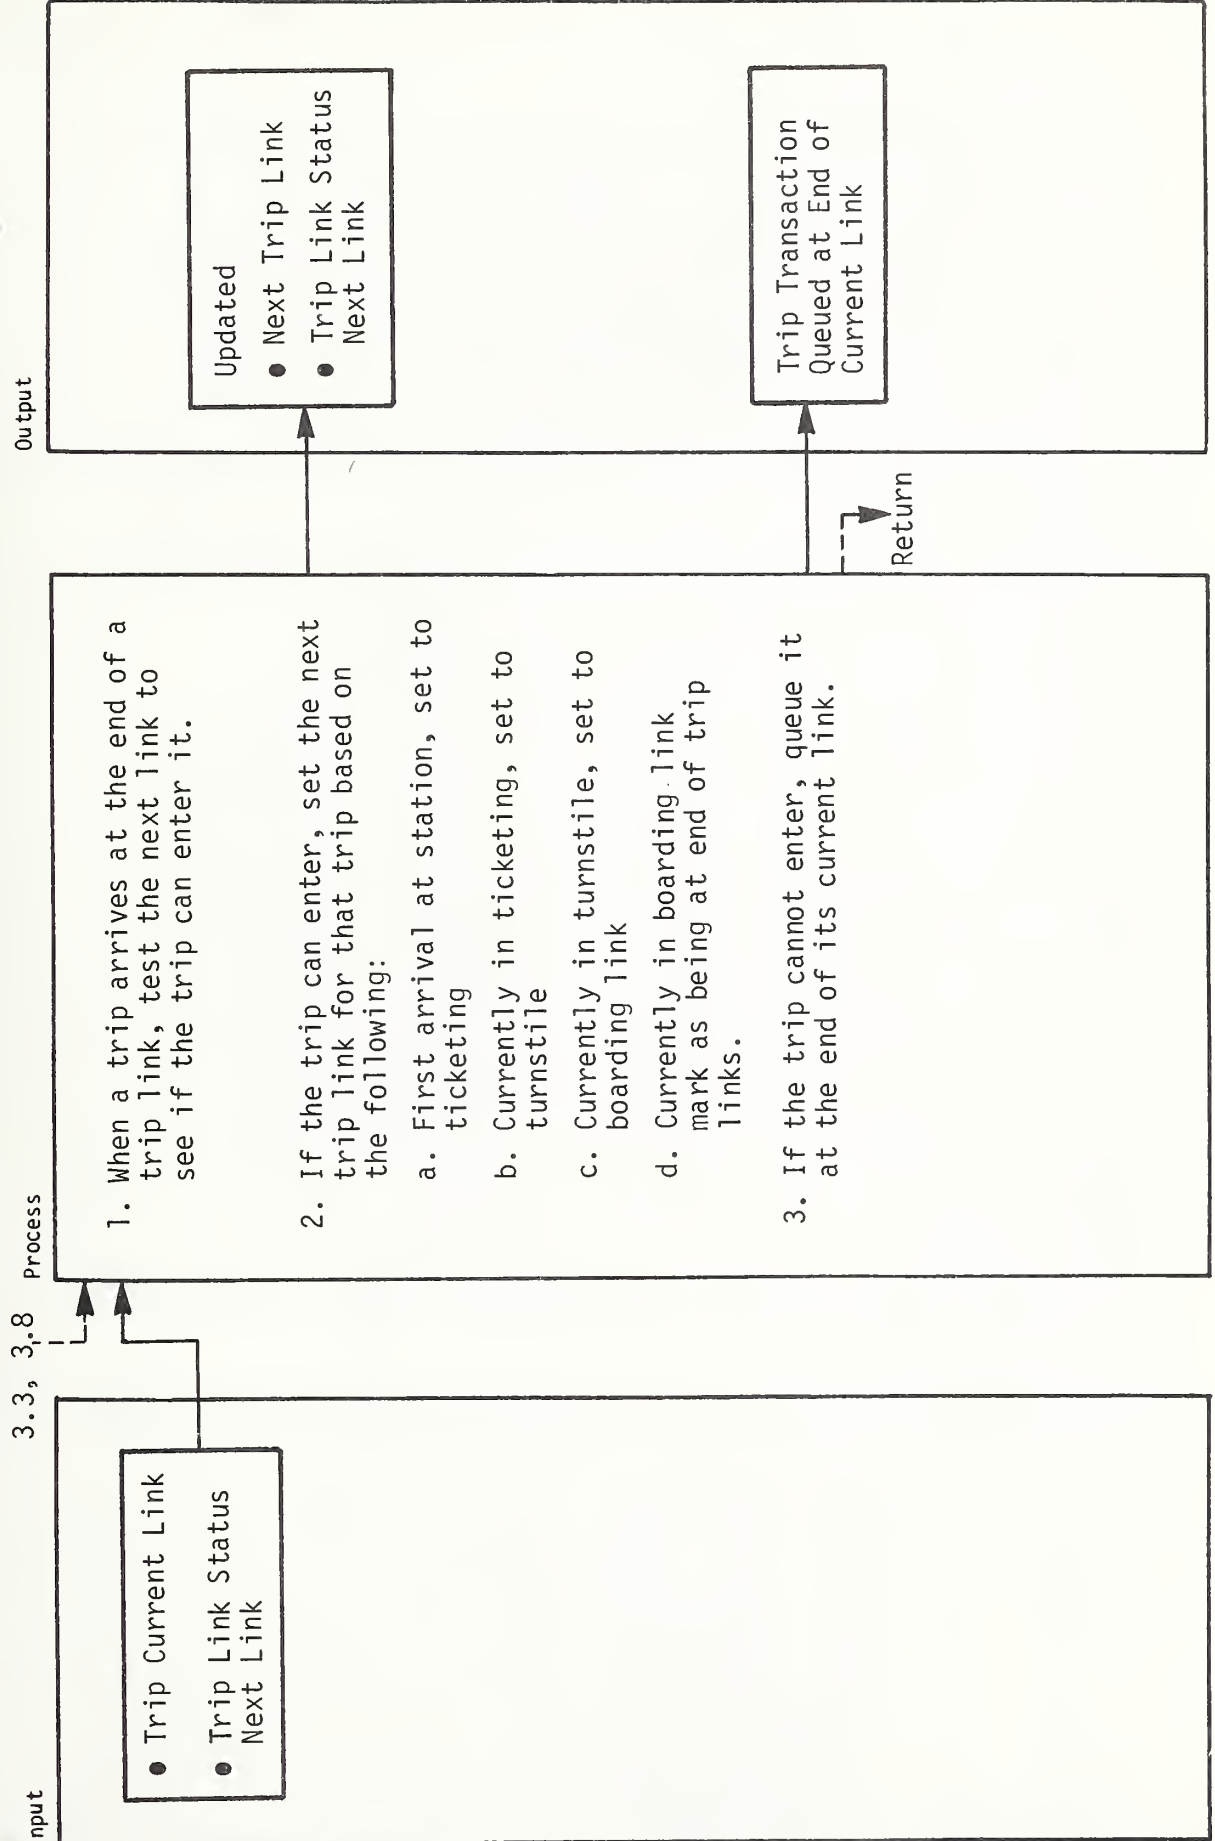 nput
● Trip Current Link
● Trip Link Status
Next Link
3.3, 3.8
Process
1. When a trip arrives at the end of a
trip link, test the next link to
see if the trip can enter it.
2. If the trip can enter, set the next
trip link for that trip based on
the following:
a. First arrival at station, set to
ticketing
b. Currently in ticketing, set to
turnstile
c. Currently in turnstile, set to
boarding link
d. Currently in boarding link
mark as being at end of trip
links.
3. If the trip cannot enter, queue it
at the end of its current link.
Return
Output
Updated
● Next Trip Link
● Trip Link Status
Next Link
Trip Transaction
Queued at End of
Current Link